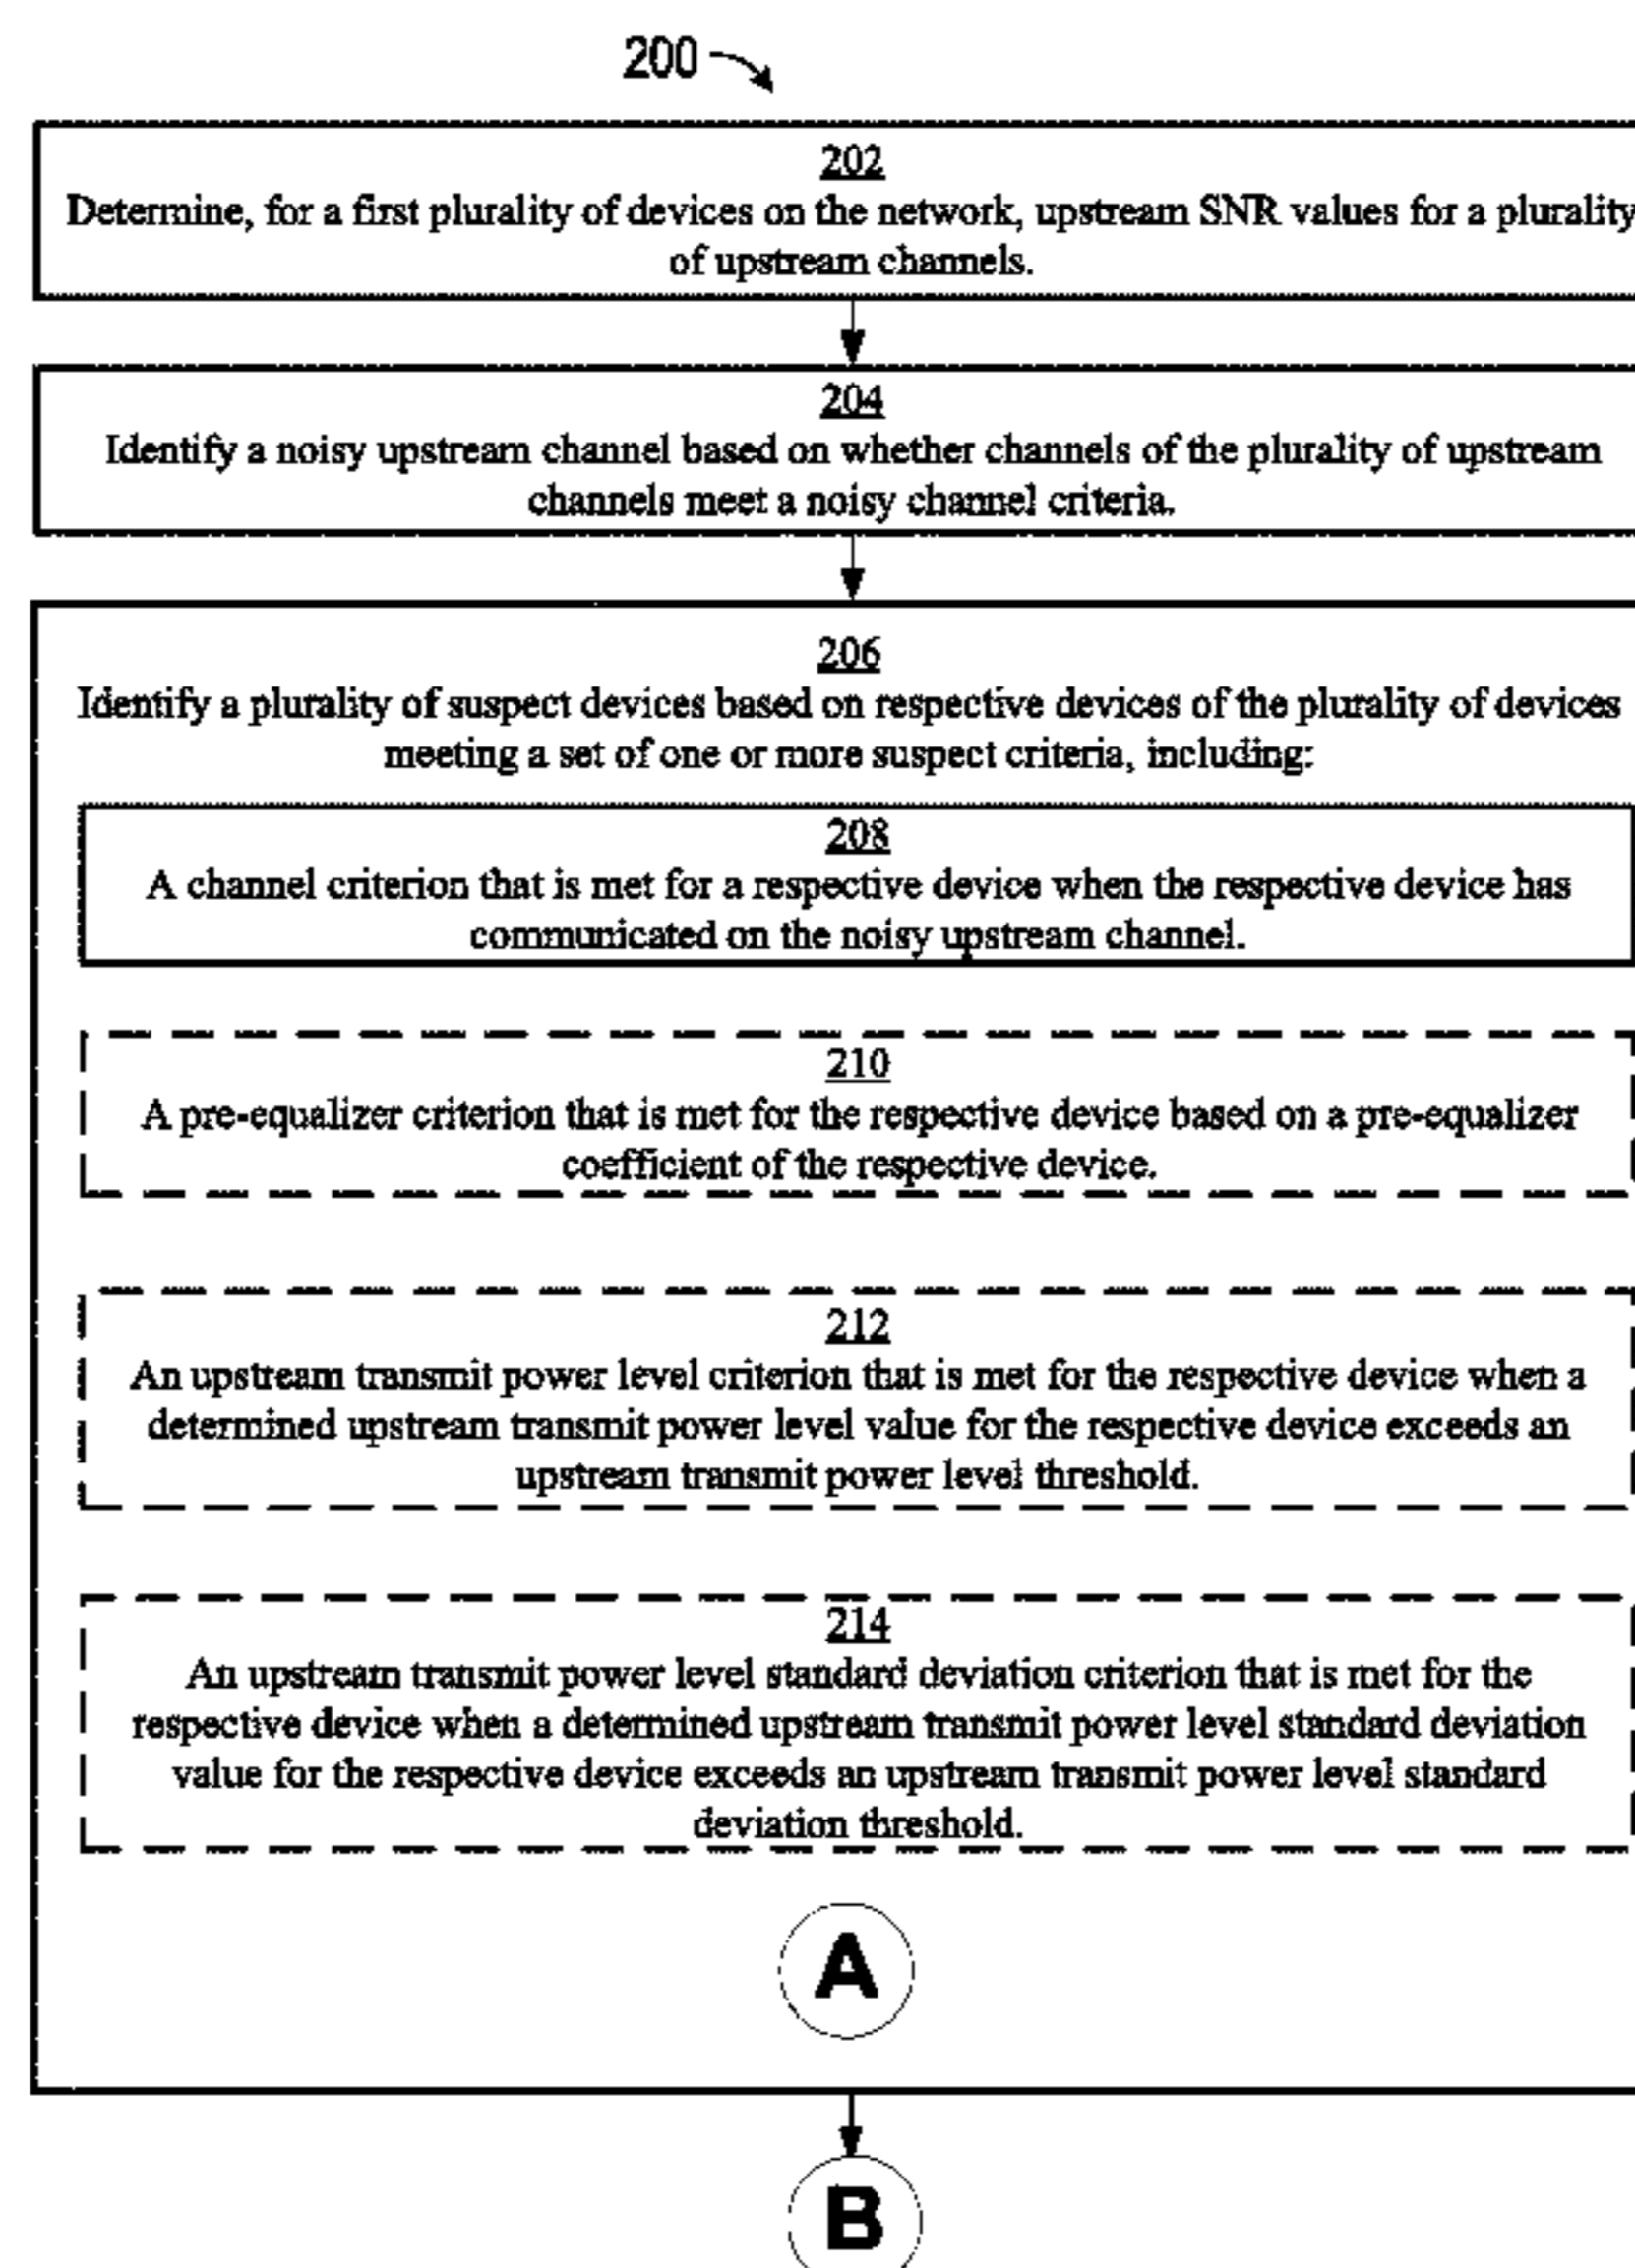 200
202
Determine, for a first plurality of devices on the network, upstream SNR values for a plurality
of upstream channels.
204
Identify a noisy upstream channel based on whether channels of the plurality of upstream
channels meet a noisy channel criteria.
206
Identify a plurality of suspect devices based on respective devices of the plurality of devices
meeting a set of one or more suspect criteria, including:
208
A channel criterion that is met for a respective device when the respective device has
communicated on the noisy upstream channel.
210
A pre-equalizer criterion that is met for the respective device based on a pre-equalizer
coefficient of the respective device.
212
An upstream transmit power level criterion that is met for the respective device when a
determined upstream transmit power level value for the respective device exceeds an
upstream transmit power level threshold.
214
An upstream transmit power level standard deviation criterion that is met for the
respective device when a determined upstream transmit power level standard deviation
value for the respective device exceeds an upstream transmit power level standard
deviation threshold.
A
B